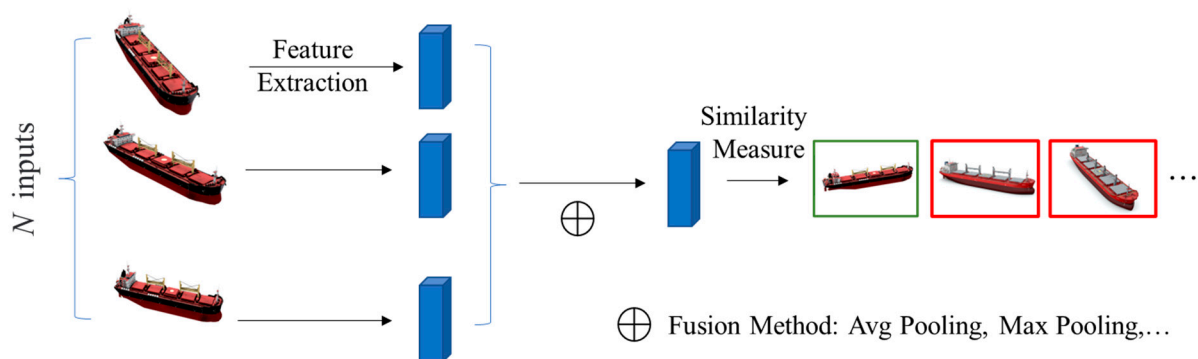 N inputs
Feature
Extraction
Similarity
Measure
...
⊕ Fusion Method: Avg Pooling, Max Pooling,...